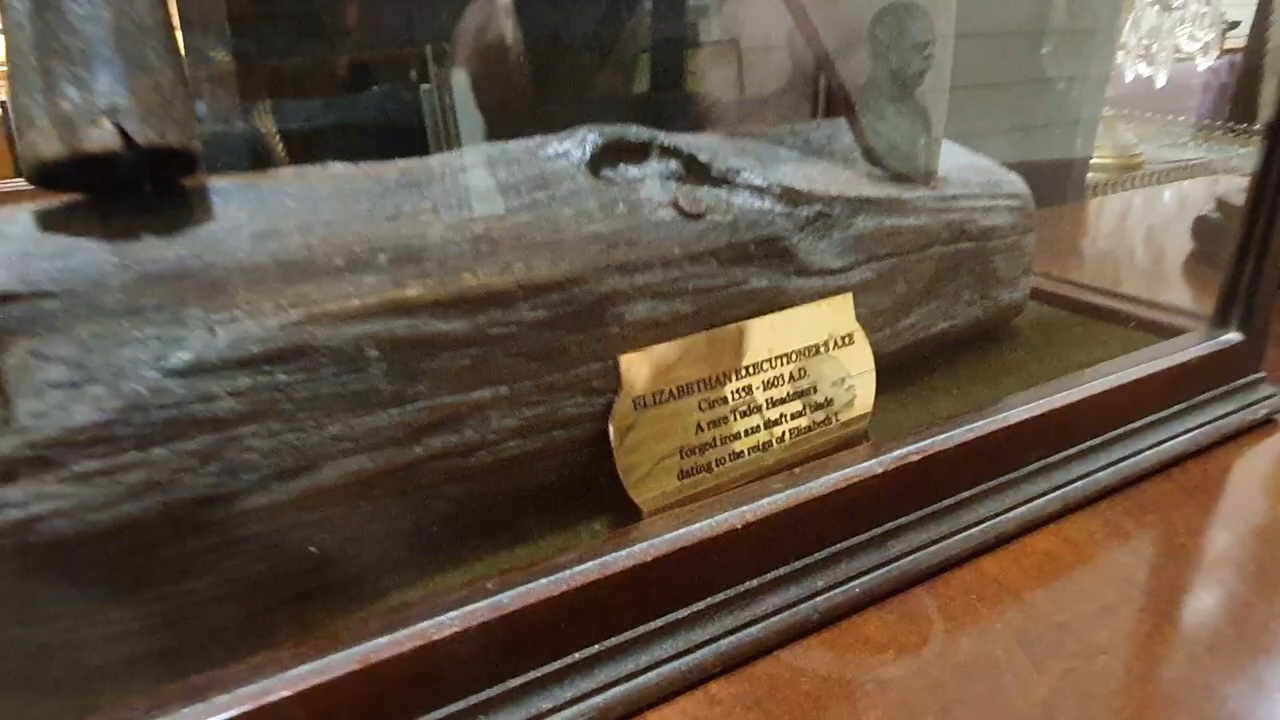 ELIZABETHAN EXECUTIONER'S AXE
Circa 1558 - 1603 A.D.
A rare Tudor Headman's
forged iron axe shaft and blade
dating to the reign of Elizabeth I.